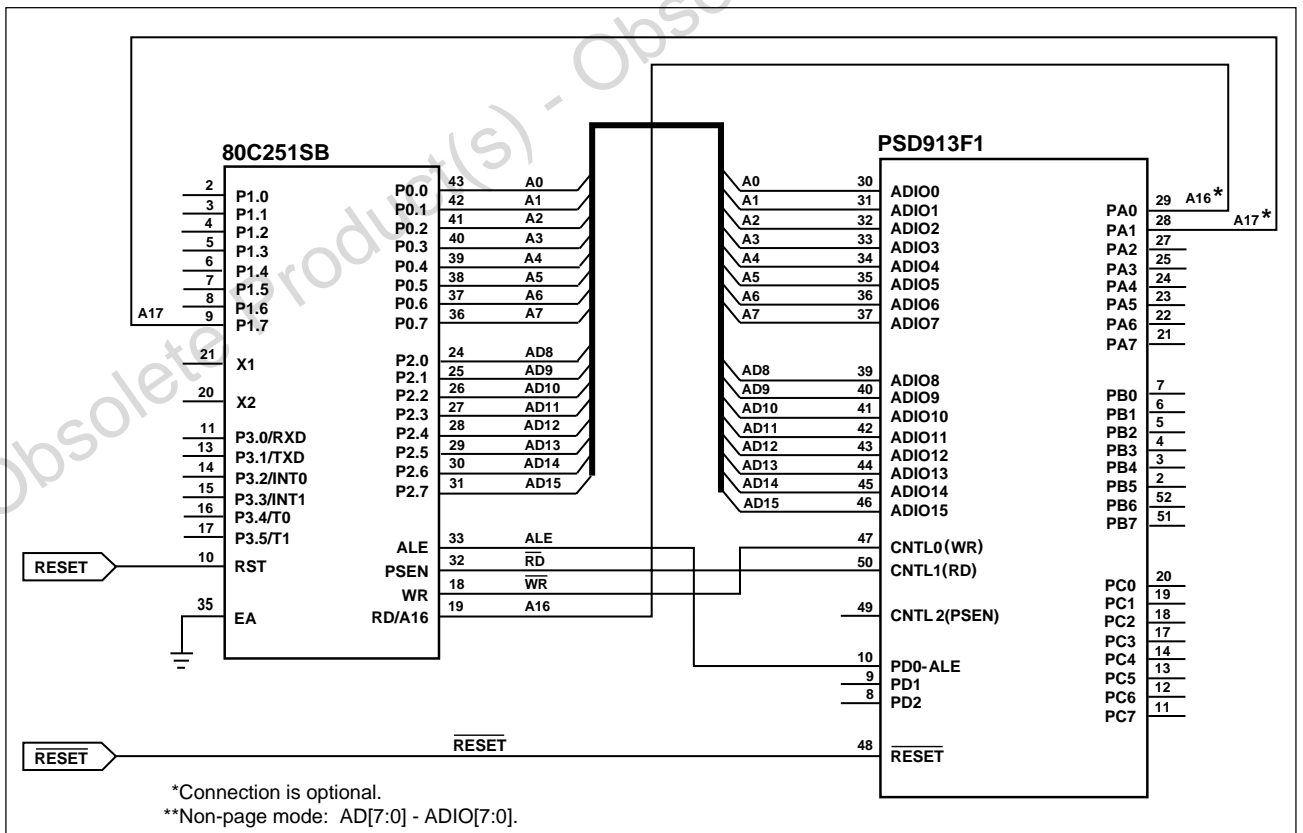 Obsolete Product(s) - Obso
80C251SB
PSD913F1
2 P1.0
3 P1.1
4 P1.2
5 P1.3
6 P1.4
7 P1.5
8 P1.6
A17 9 P1.7
21 X1
20 X2
11 P3.0/RXD
13 P3.1/TXD
14 P3.2/INT0
15 P3.3/INT1
16 P3.4/T0
17 P3.5/T1
RESET 10 RST
35 EA
P0.0 43 A0
P0.1 42 A1
P0.2 41 A2
P0.3 40 A3
P0.4 39 A4
P0.5 38 A5
P0.6 37 A6
P0.7 36 A7
P2.0 24 AD8
P2.1 25 AD9
P2.2 26 AD10
P2.3 27 AD11
P2.4 28 AD12
P2.5 29 AD13
P2.6 30 AD14
P2.7 31 AD15
ALE 33 ALE
PSEN 32 RD
WR 18 WR
RD/A16 19 A16
A0 30 ADIO0
A1 31 ADIO1
A2 32 ADIO2
A3 33 ADIO3
A4 34 ADIO4
A5 35 ADIO5
A6 36 ADIO6
A7 37 ADIO7
AD8 39 ADIO8
AD9 40 ADIO9
AD10 41 ADIO10
AD11 42 ADIO11
AD12 43 ADIO12
AD13 44 ADIO13
AD14 45 ADIO14
AD15 46 ADIO15
47 CNTL0(WR)
50 CNTL1(RD)
49 CNTL 2(PSEN)
10 PD0-ALE
9 PD1
8 PD2
48 RESET
PA0 29 A16*
PA1 28 A17*
PA2 27
PA3 25
PA4 24
PA5 23
PA6 22
PA7 21
PB0 7
PB1 6
PB2 5
PB3 4
PB4 3
PB5 2
PB6 52
PB7 51
PC0 20
PC1 19
PC2 18
PC3 17
PC4 14
PC5 13
PC6 12
PC7 11
RESET RESET
*Connection is optional.
**Non-page mode: AD[7:0] - ADIO[7:0].